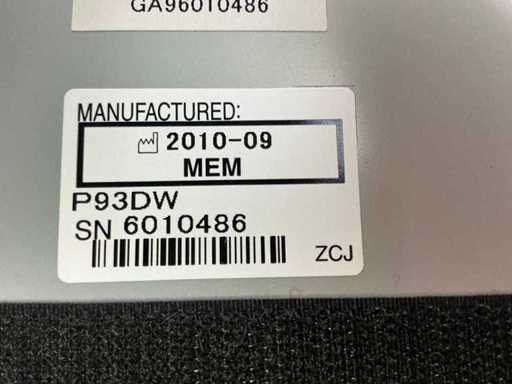 GA96010486
MANUFACTURED:
2010-09
MEM
P93DW
SN 6010486
ZCJ